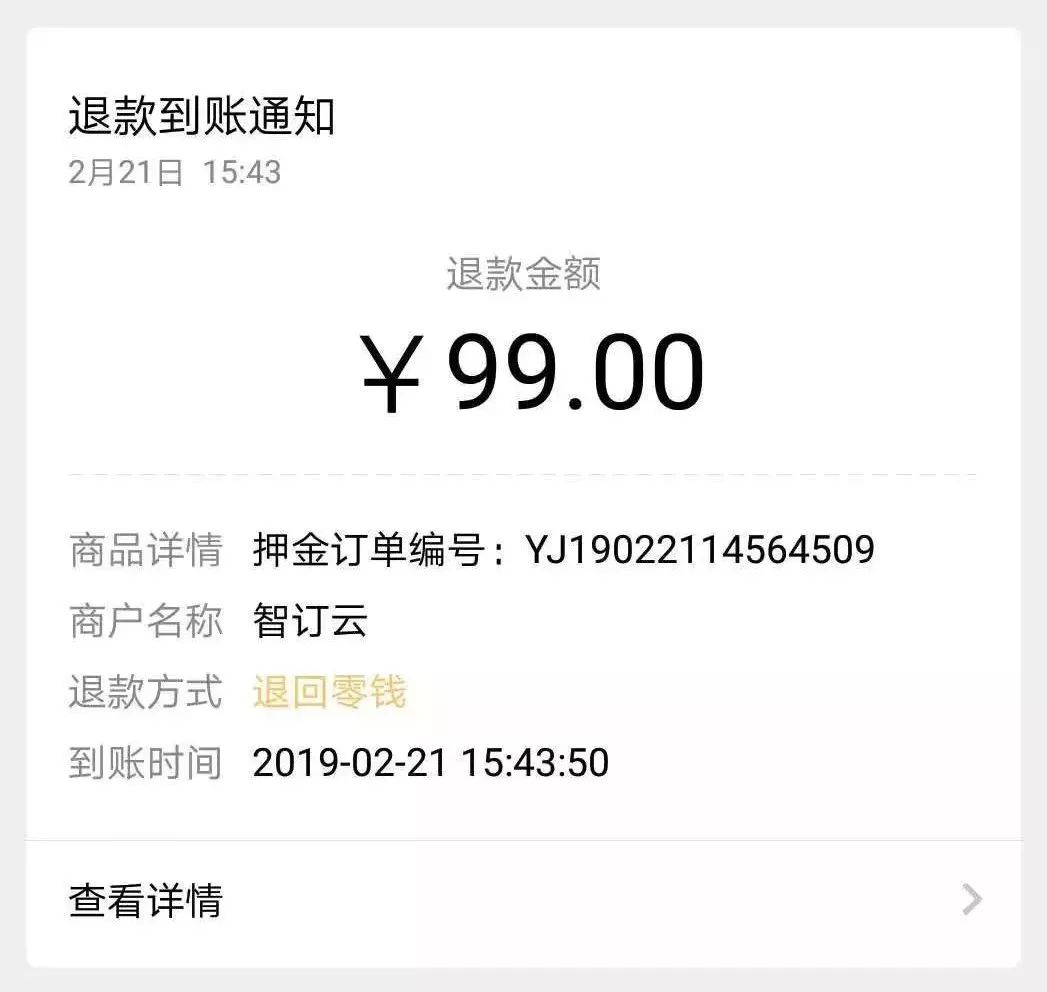 退款到账通知
2月21日 15:43
退款金额
￥99.00
商品详情 押金订单编号：YJ19022114564509
商户名称 智订云
退款方式 退回零钱
到账时间 2019-02-21 15:43:50
查看详情